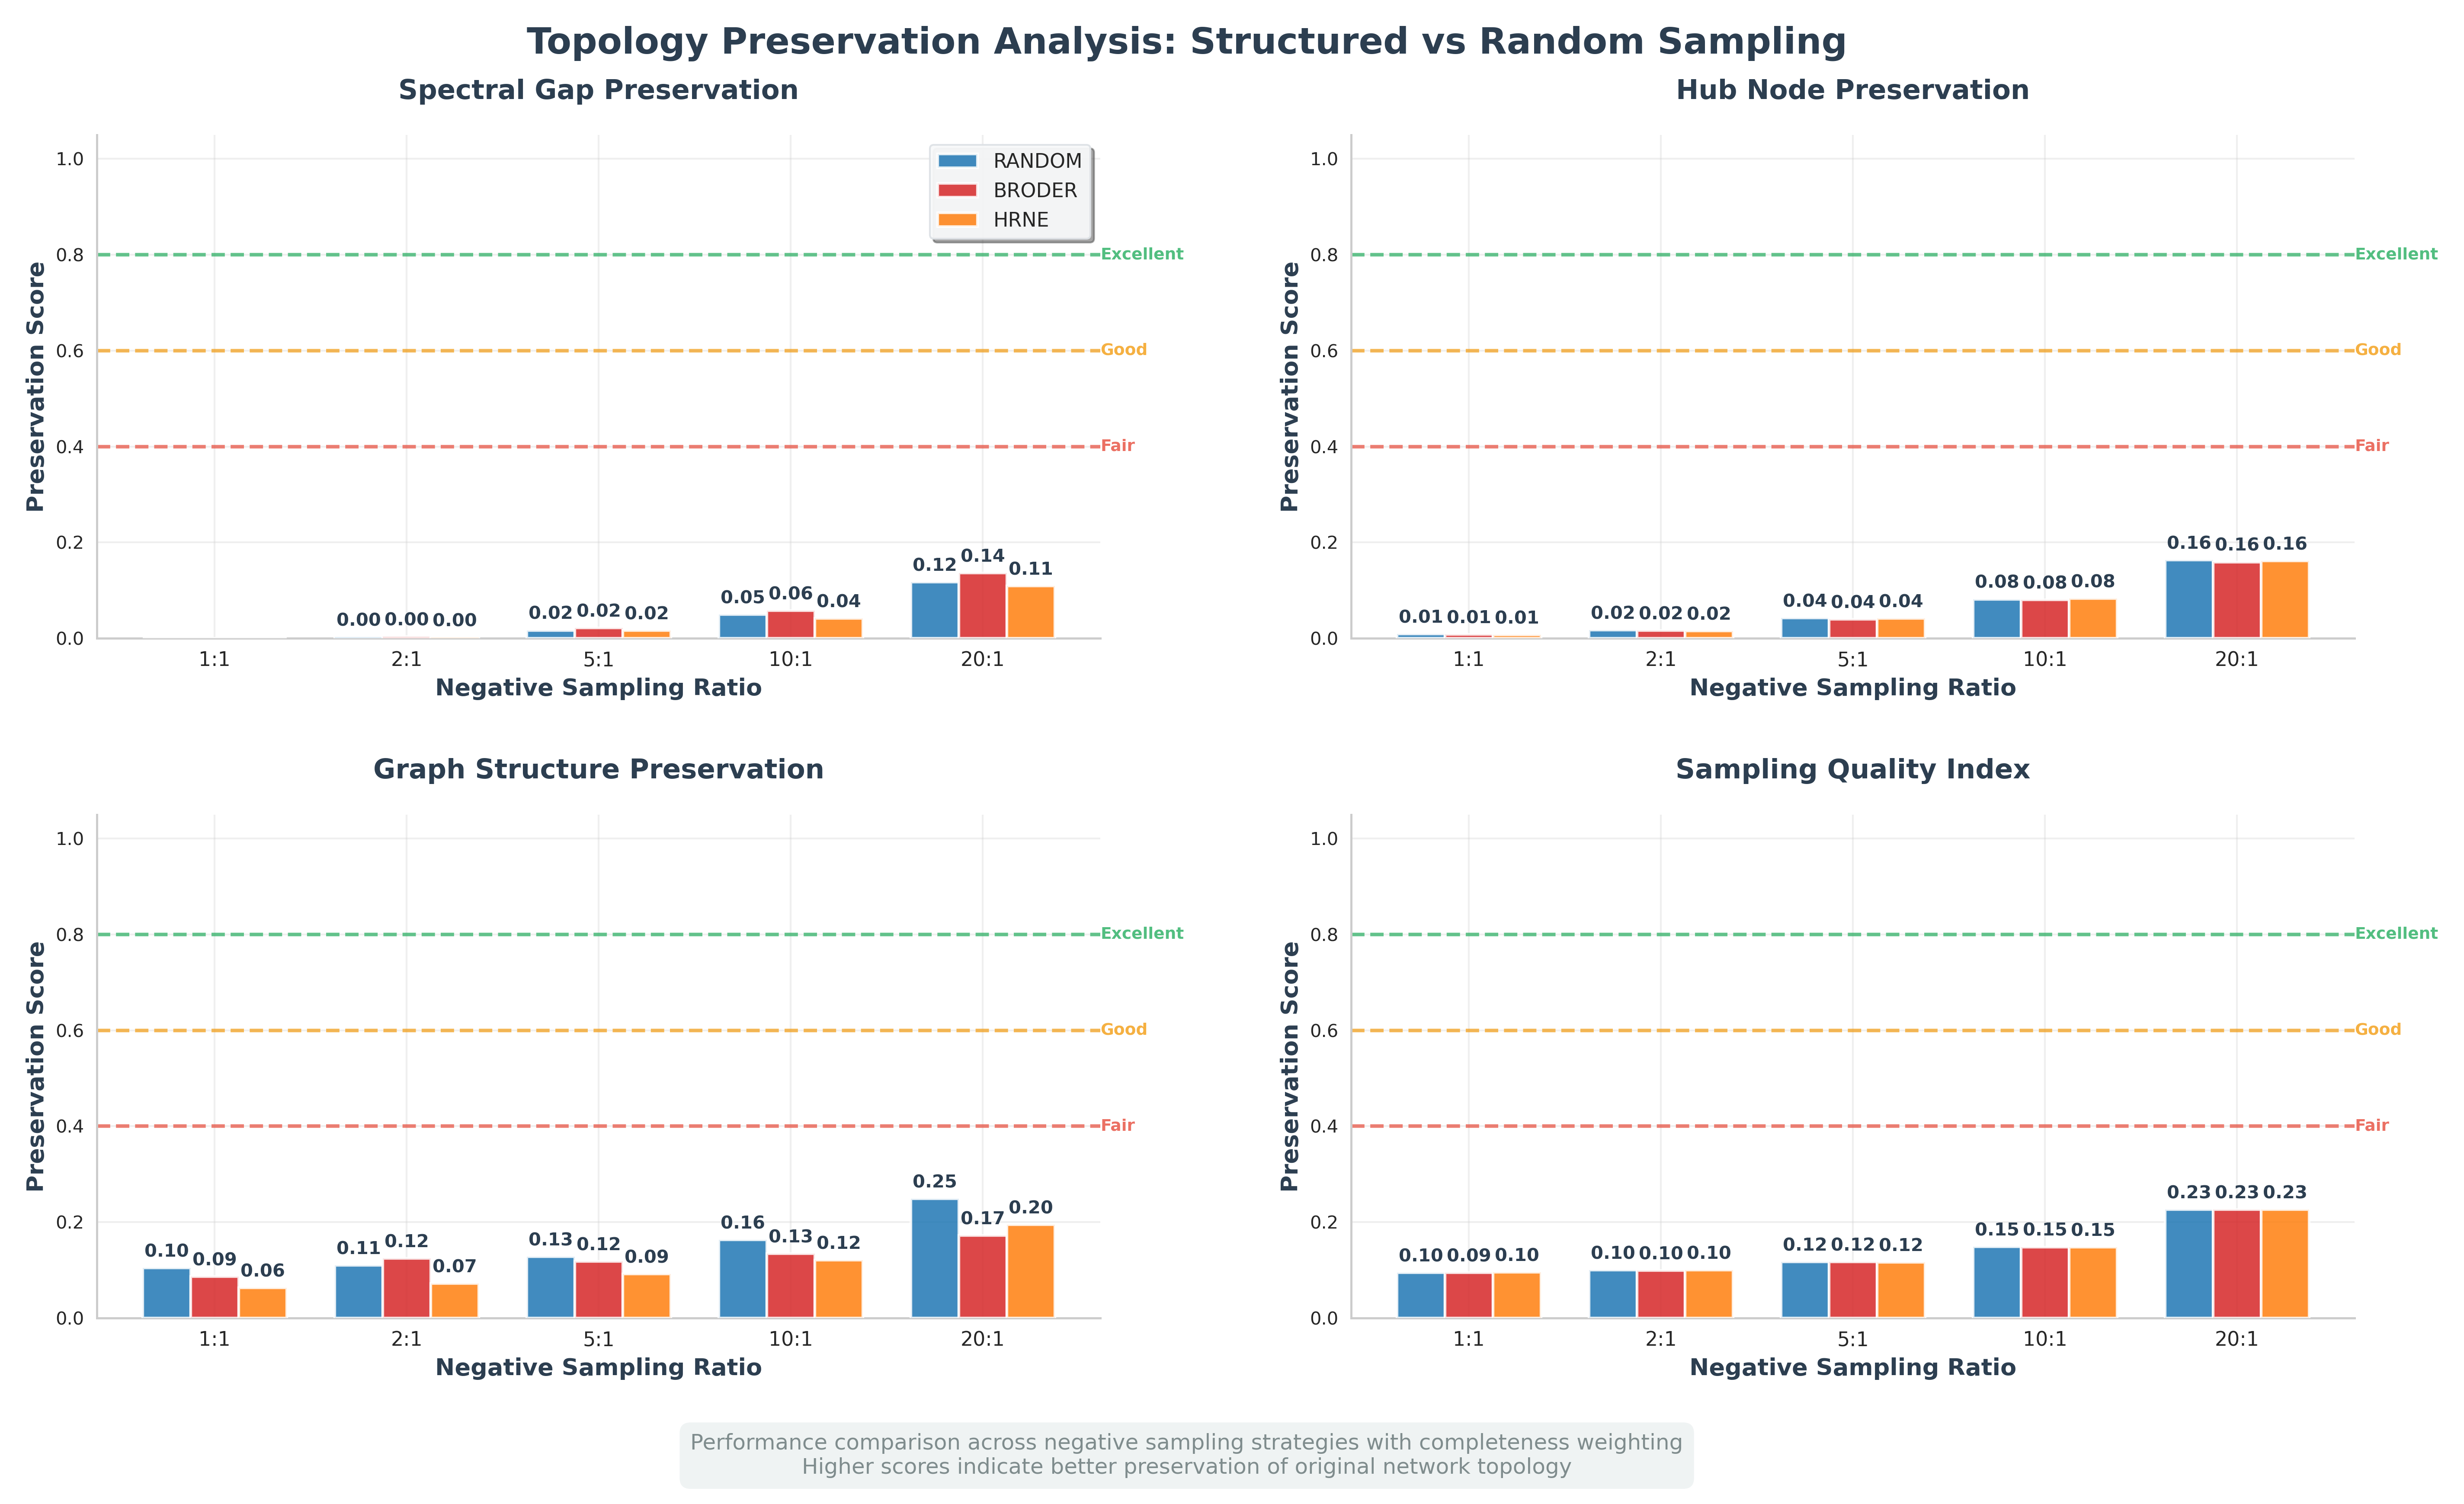 Topology Preservation Analysis: Structured vs Random Sampling
Spectral Gap Preservation
Preservation Score
1.0
0.8
0.6
0.4
0.2
0.0
RANDOM
BRODER
HRNE
Excellent
Good
Fair
0.00 0.00 0.00
0.02 0.02 0.02
0.05 0.06 0.04
0.12 0.14 0.11
1:1 2:1 5:1 10:1 20:1
Negative Sampling Ratio
Hub Node Preservation
Preservation Score
1.0
0.8
0.6
0.4
0.2
0.0
Excellent
Good
Fair
0.01 0.01 0.01
0.02 0.02 0.02
0.04 0.04 0.04
0.08 0.08 0.08
0.16 0.16 0.16
1:1 2:1 5:1 10:1 20:1
Negative Sampling Ratio
Graph Structure Preservation
Preservation Score
1.0
0.8
0.6
0.4
0.2
0.0
Excellent
Good
Fair
0.10 0.09 0.06
0.11 0.12 0.07
0.13 0.12 0.09
0.16 0.13 0.12
0.25 0.17 0.20
1:1 2:1 5:1 10:1 20:1
Negative Sampling Ratio
Sampling Quality Index
Preservation Score
1.0
0.8
0.6
0.4
0.2
0.0
Excellent
Good
Fair
0.10 0.09 0.10
0.10 0.10 0.10
0.12 0.12 0.12
0.15 0.15 0.15
0.23 0.23 0.23
1:1 2:1 5:1 10:1 20:1
Negative Sampling Ratio
Performance comparison across negative sampling strategies with completeness weighting
Higher scores indicate better preservation of original network topology